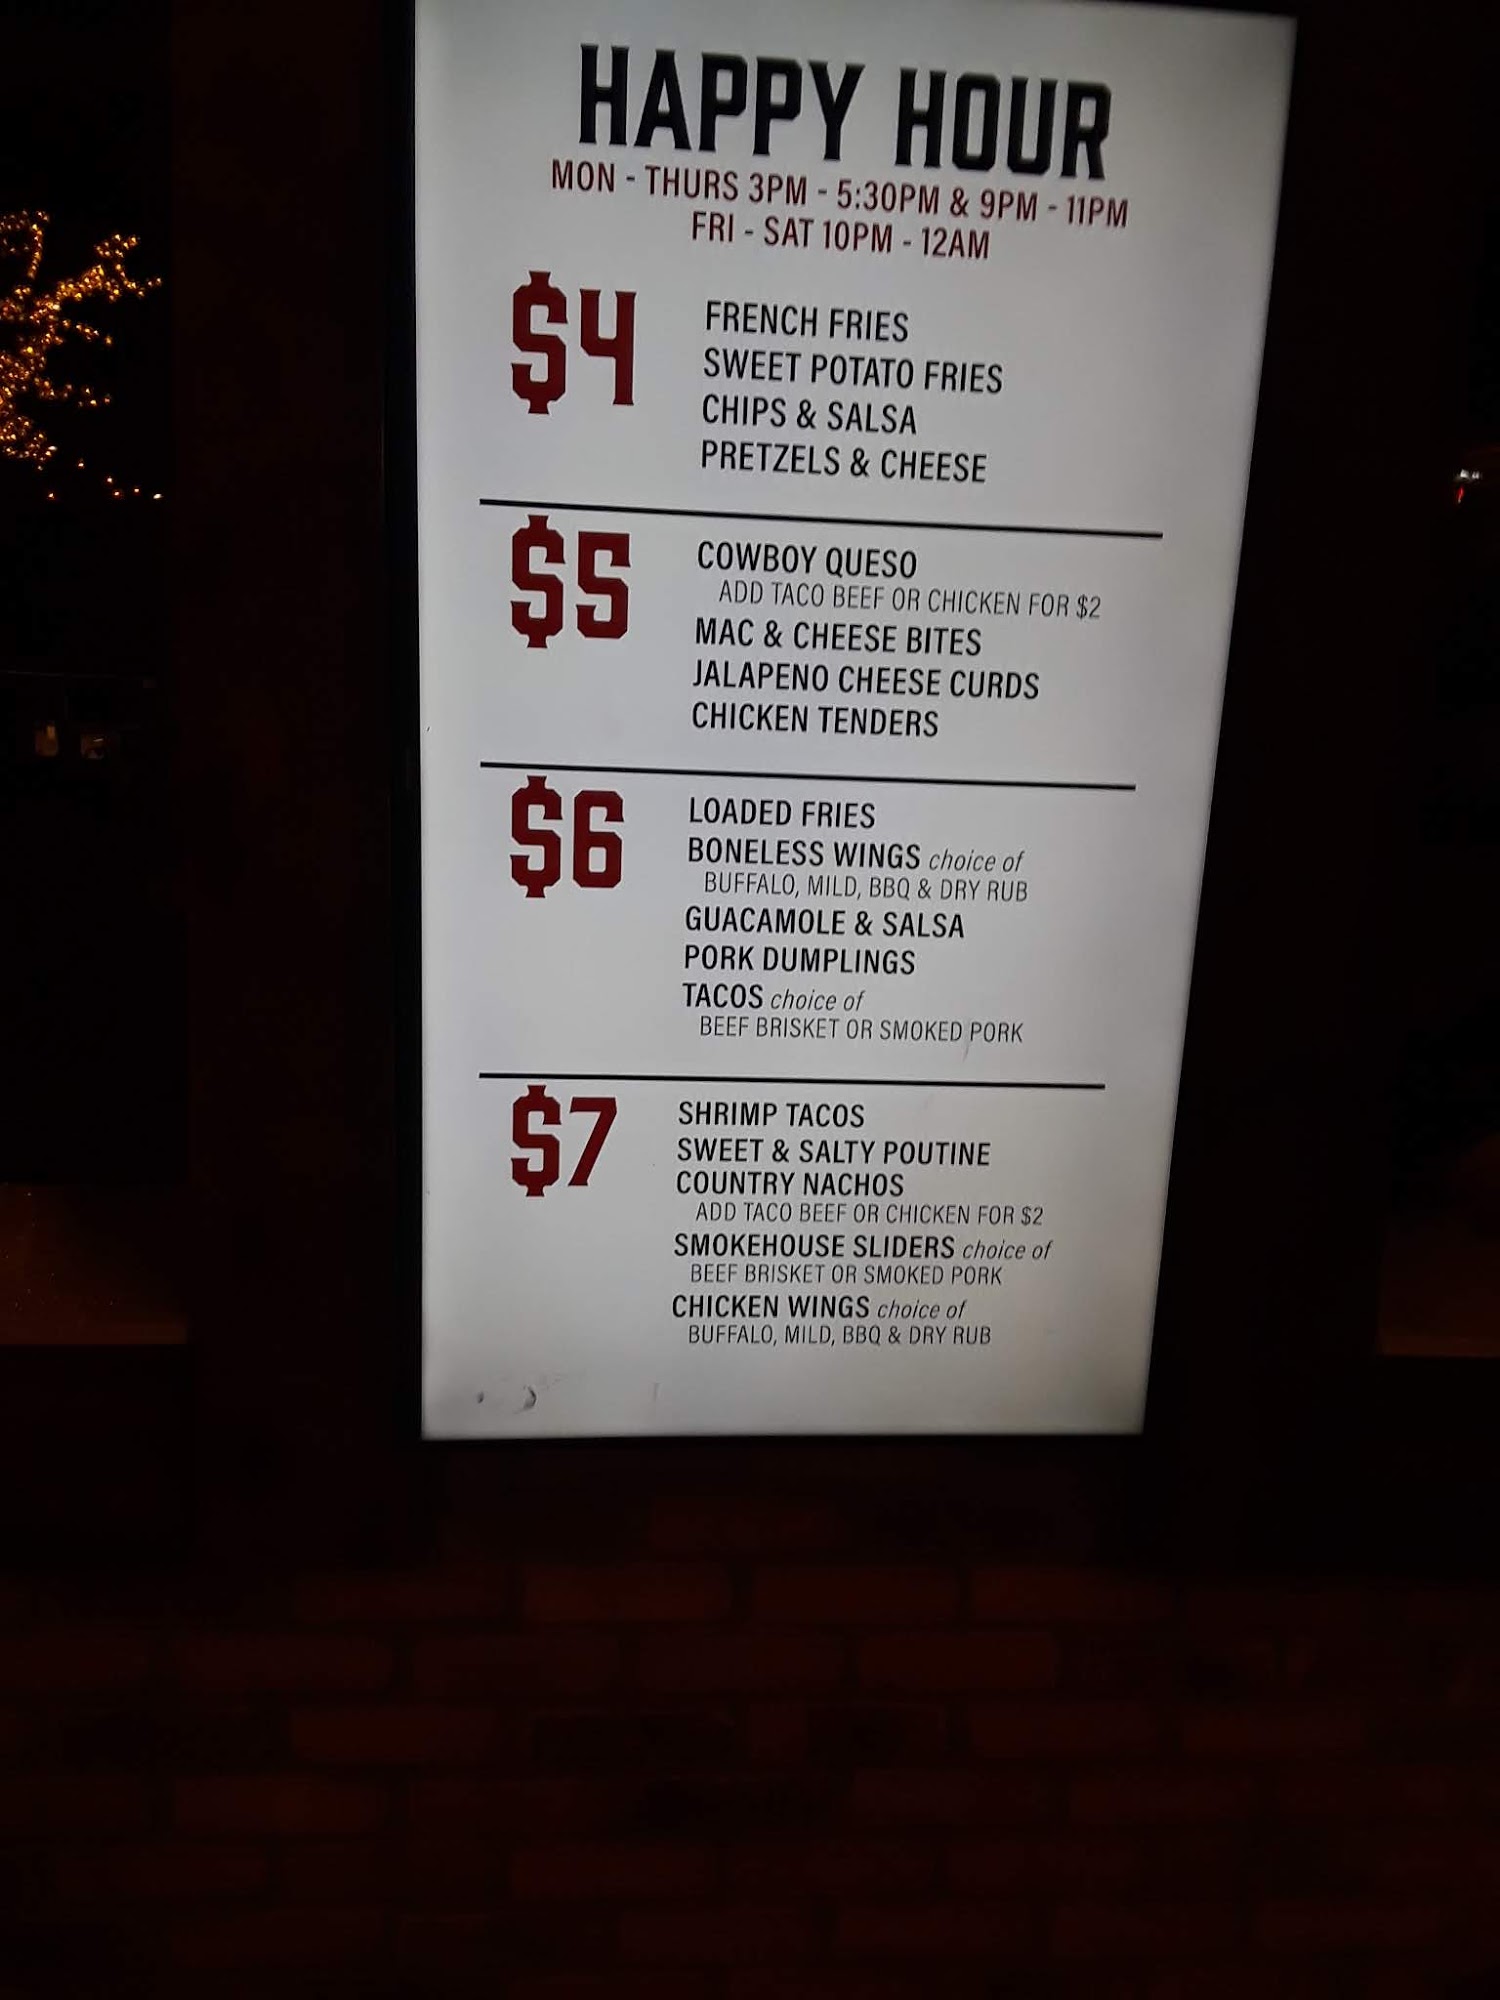 HAPPY HOUR
MON - THURS 3PM - 5:30PM & 9PM - 11PM
FRI - SAT 10PM - 12AM
$4
FRENCH FRIES
SWEET POTATO FRIES
CHIPS & SALSA
PRETZELS & CHEESE
$5
COWBOY QUESO
ADD TACO BEEF OR CHICKEN FOR $2
MAC & CHEESE BITES
JALAPENO CHEESE CURDS
CHICKEN TENDERS
$6
LOADED FRIES
BONELESS WINGS choice of
BUFFALO, MILD, BBQ & DRY RUB
GUACAMOLE & SALSA
PORK DUMPLINGS
TACOS choice of
BEEF BRISKET OR SMOKED PORK
$7
SHRIMP TACOS
SWEET & SALTY POUTINE
COUNTRY NACHOS
ADD TACO BEEF OR CHICKEN FOR $2
SMOKEHOUSE SLIDERS choice of
BEEF BRISKET OR SMOKED PORK
CHICKEN WINGS choice of
BUFFALO, MILD, BBQ & DRY RUB